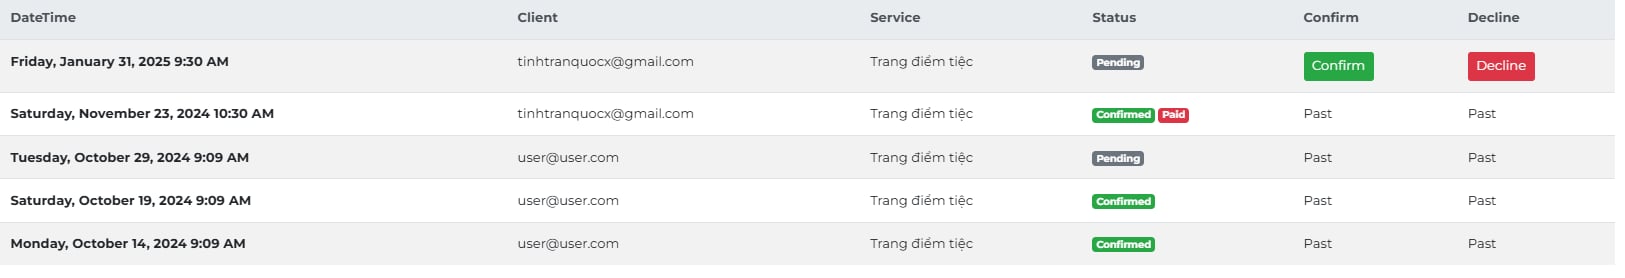 DateTime Client Service Status Confirm Decline
Friday, January 31, 2025 9:30 AM tinhtranquocx@gmail.com Trang điểm tiệc Pending Confirm Decline
Saturday, November 23, 2024 10:30 AM tinhtranquocx@gmail.com Trang điểm tiệc Confirmed Paid Past Past
Tuesday, October 29, 2024 9:09 AM user@user.com Trang điểm tiệc Pending Past Past
Saturday, October 19, 2024 9:09 AM user@user.com Trang điểm tiệc Confirmed Past Past
Monday, October 14, 2024 9:09 AM user@user.com Trang điểm tiệc Confirmed Past Past